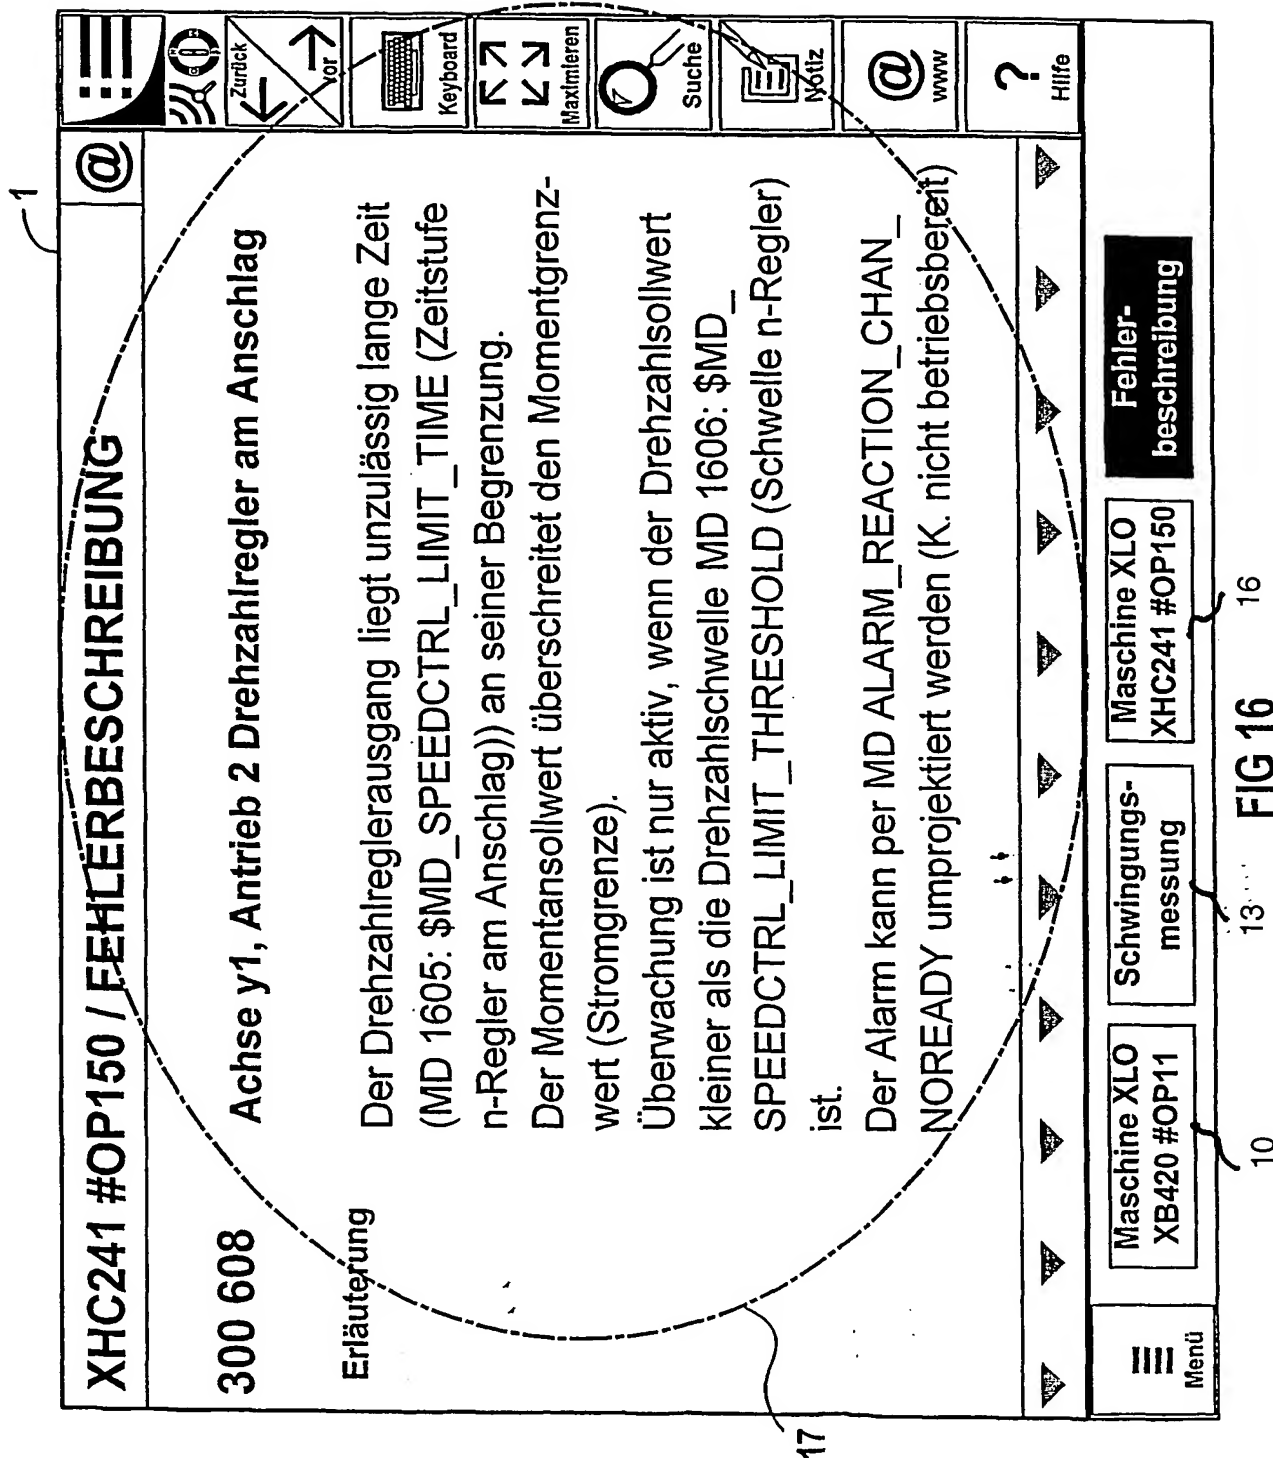 1
XHC241 #OP150 / FEHLERBESCHREIBUNG
@
300 608
Achse y1, Antrieb 2 Drehzahlregler am Anschlag
Erläuterung
Der Drehzahlreglerausgang liegt unzulässig lange Zeit
(MD 1605: $MD_SPEEDCTRL_LIMIT_TIME (Zeitstufe
n-Regler am Anschlag)) an seiner Begrenzung.
Der Momentansollwert überschreitet den Momentgrenz-
wert (Stromgrenze).
Überwachung ist nur aktiv, wenn der Drehzahlsollwert
kleiner als die Drehzahlschwelle MD 1606: $MD_
SPEEDCTRL_LIMIT_THRESHOLD (Schwelle n-Regler)
ist.
Der Alarm kann per MD ALARM_REACTION_CHAN_
NOREADY umprojektiert werden (K. nicht betriebsbereit)
Zurück
vor
Keyboard
Maximieren
Suche
Notiz
@
www
?
Hilfe
17
Menü
Maschine XLO
XB420 #OP11
Schwingungs-
messung
Maschine XLO
XHC241 #OP150
Fehler-
beschreibung
10
13
16
FIG 16